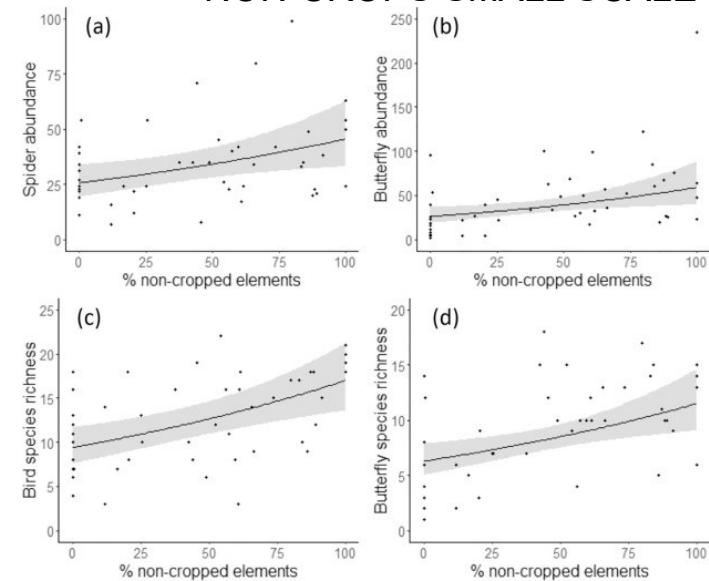 (a)
100
75
50
25
0
Spider abundance
0 25 50 75 100
% non-cropped elements
(b)
250
200
150
100
50
0
Butterfly abundance
0 25 50 75 100
% non-cropped elements
(c)
25
20
15
10
5
0
Bird species richness
0 25 50 75 100
% non-cropped elements
(d)
20
15
10
5
0
Butterfly species richness
0 25 50 75 100
% non-cropped elements